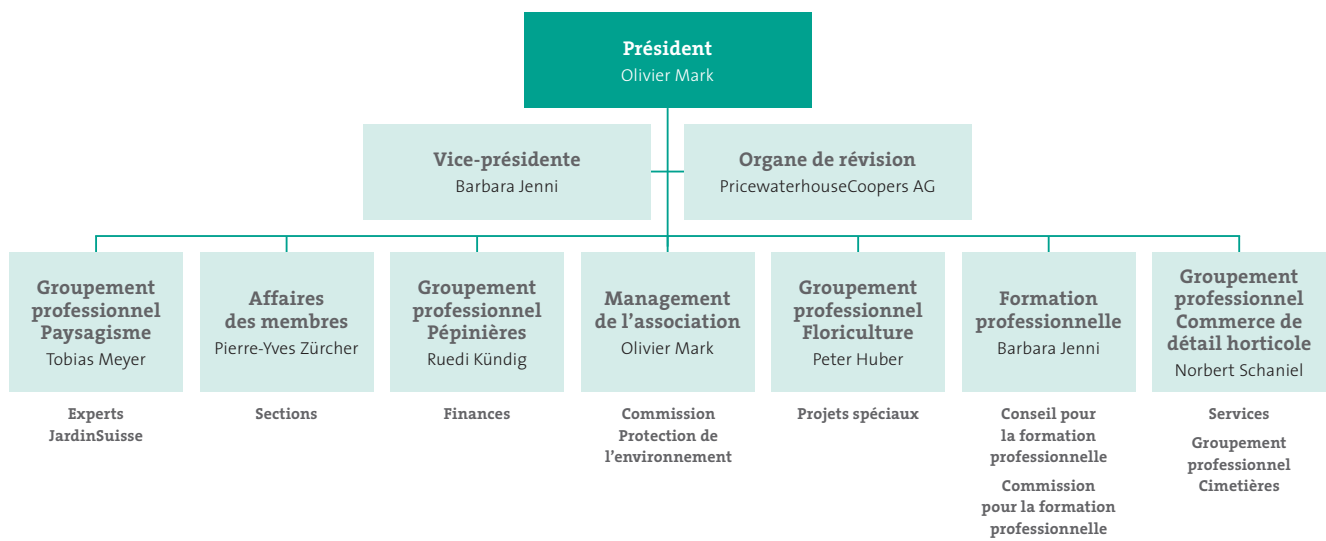 Président
Olivier Mark
Vice-présidente
Barbara Jenni
Organe de révision
PricewaterhouseCoopers AG
Groupement
professionnel
Paysagisme
Tobias Meyer
Experts
JardinSuisse
Affaires
des membres
Pierre-Yves Zürcher
Sections
Groupement
professionnel
Pépinières
Ruedi Kündig
Finances
Management
de l’association
Olivier Mark
Commission
Protection de
l’environnement
Groupement
professionnel
Floriculture
Peter Huber
Projets spéciaux
Formation
professionnelle
Barbara Jenni
Conseil pour
la formation
professionnelle
Commission
pour la formation
professionnelle
Groupement
professionnel
Commerce de
détail horticole
Norbert Schaniel
Services
Groupement
professionnel
Cimetières